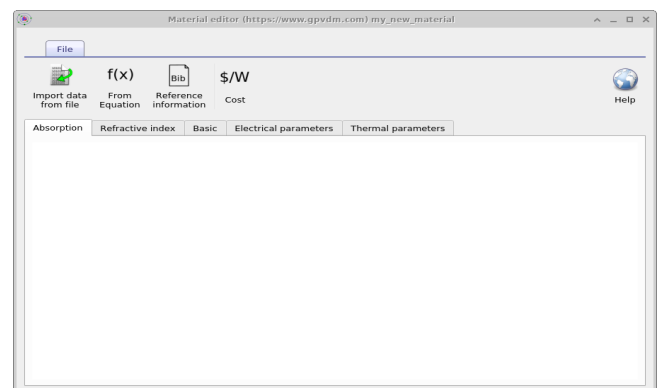 Material editor (https://www.gpvdm.com) my_new_material
File
f(x) Bib $/W
Import data From Reference Cost Help
from file Equation information
Absorption Refractive index Basic Electrical parameters Thermal parameters